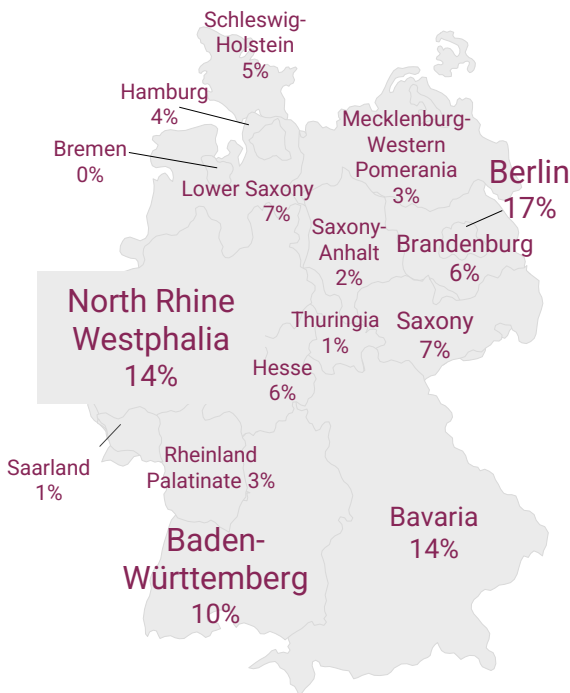 Schleswig-
Holstein
5%
Hamburg
4%
Mecklenburg-
Western
Pomerania
3%
Bremen
0%
Berlin
17%
Lower Saxony
7%
Saxony-
Anhalt
2%
Brandenburg
6%
North Rhine
Westphalia
14%
Thuringia
1%
Saxony
7%
Hesse
6%
Saarland
1%
Rheinland
Palatinate 3%
Bavaria
14%
Baden-
Württemberg
10%